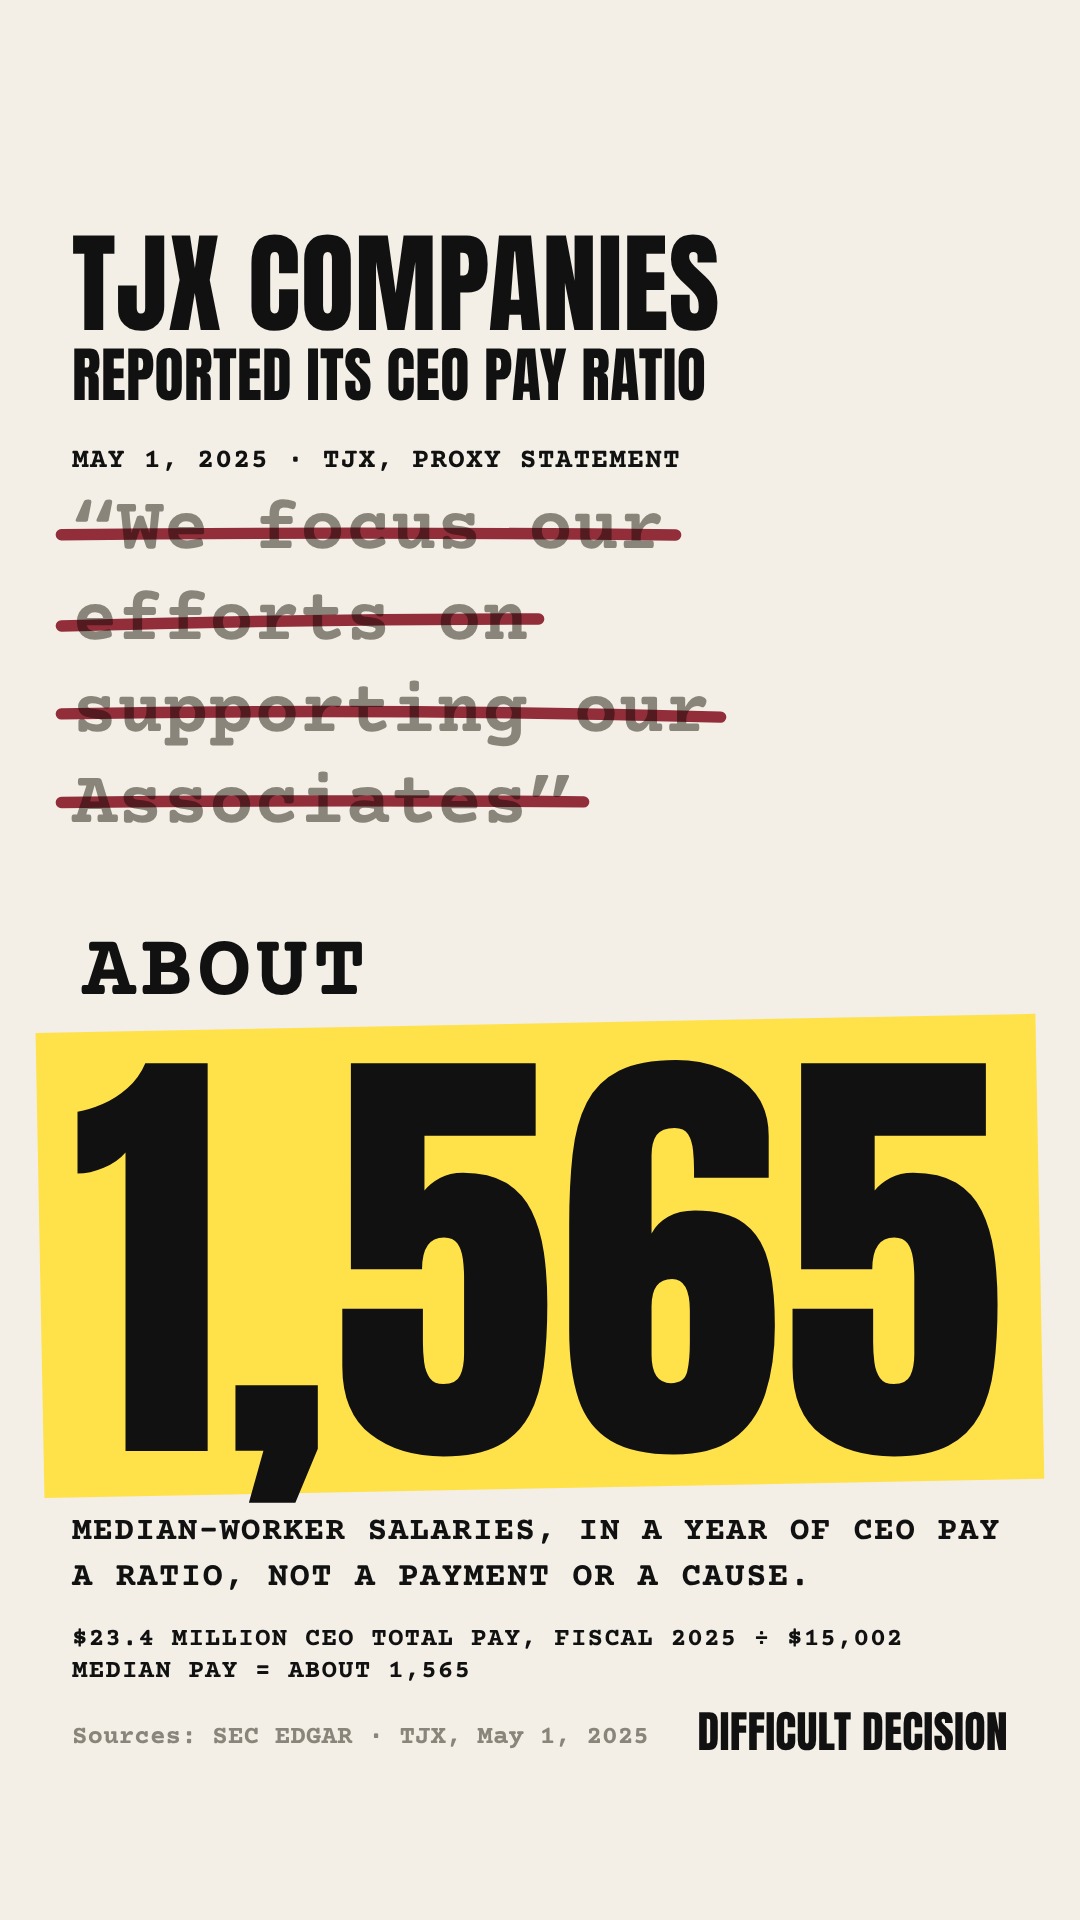 TJX COMPANIES
REPORTED ITS CEO PAY RATIO
MAY 1, 2025 · TJX, PROXY STATEMENT
“We focus our
efforts on
supporting our
Associates”
ABOUT
1,565
MEDIAN–WORKER SALARIES, IN A YEAR OF CEO PAY
A RATIO, NOT A PAYMENT OR A CAUSE.
$23.4 MILLION CEO TOTAL PAY, FISCAL 2025 ÷ $15,002
MEDIAN PAY = ABOUT 1,565
Sources: SEC EDGAR · TJX, May 1, 2025
DIFFICULT DECISION